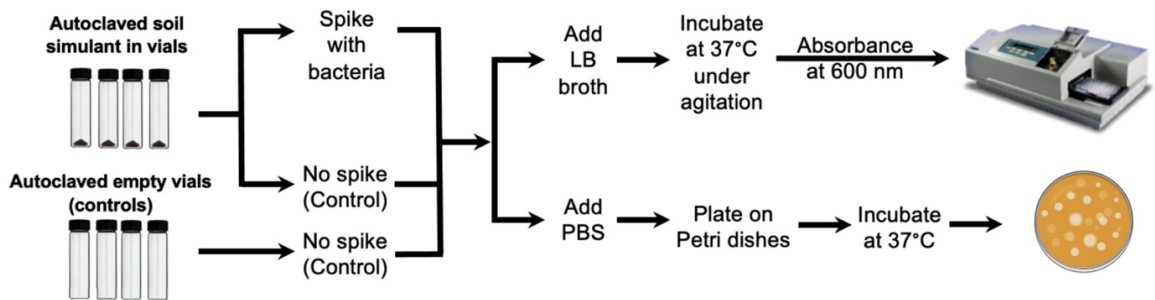 Autoclaved soil
simulant in vials
Autoclaved empty vials
(controls)
Spike
with
bacteria
No spike
(Control)
No spike
(Control)
Add
LB
broth
Incubate
at 37°C
under
agitation
Absorbance
at 600 nm
Add
PBS
Plate on
Petri dishes
Incubate
at 37°C